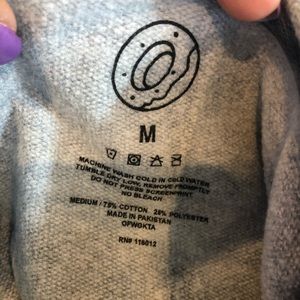 M
MACHINE WASH COLD IN COLD WATER
TUMBLE DRY LOW, REMOVE PROMPTLY
DO NOT PRESS SCREENPRINT
NO BLEACH
MEDIUM / 75% COTTON 25% POLYESTER
MADE IN PAKISTAN
OFWGKTA
RN# 116012